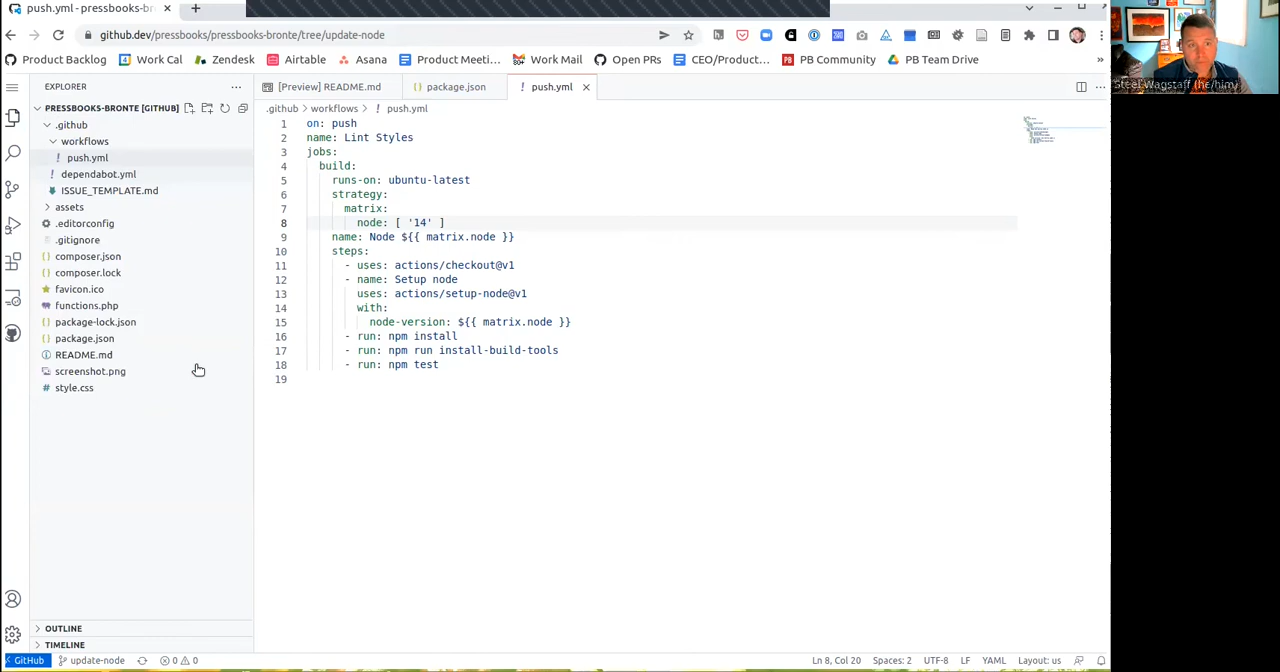 push.yml - pressbooks-bro
github.dev/pressbooks/pressbooks-bronte/tree/update-node
Product Backlog
Work Cal
Zendesk
Airtable
Asana
Product Meeti...
Work Mail
Open PRs
CEO/Product...
PB Community
PB Team Drive
»
Steel Wagstaff (he/him)
EXPLORER
[Preview] README.md
package.json
push.yml
PRESSBOOKS-BRONTE [GITHUB]
.github
workflows
push.yml
dependabot.yml
ISSUE_TEMPLATE.md
assets
.editorconfig
.gitignore
composer.json
composer.lock
favicon.ico
functions.php
package-lock.json
package.json
README.md
screenshot.png
style.css
OUTLINE
TIMELINE
.github > workflows > push.yml
1 on: push
2 name: Lint Styles
3 jobs:
4 build:
5 runs-on: ubuntu-latest
6 strategy:
7 matrix:
8 node: [ '14' ]
9 name: Node ${{ matrix.node }}
10 steps:
11 - uses: actions/checkout@v1
12 - name: Setup node
13 uses: actions/setup-node@v1
14 with:
15 node-version: ${{ matrix.node }}
16 - run: npm install
17 - run: npm run install-build-tools
18 - run: npm test
19
GitHub update-node 0 0 Ln 8, Col 20 Spaces: 2 UTF-8 LF YAML Layout: us